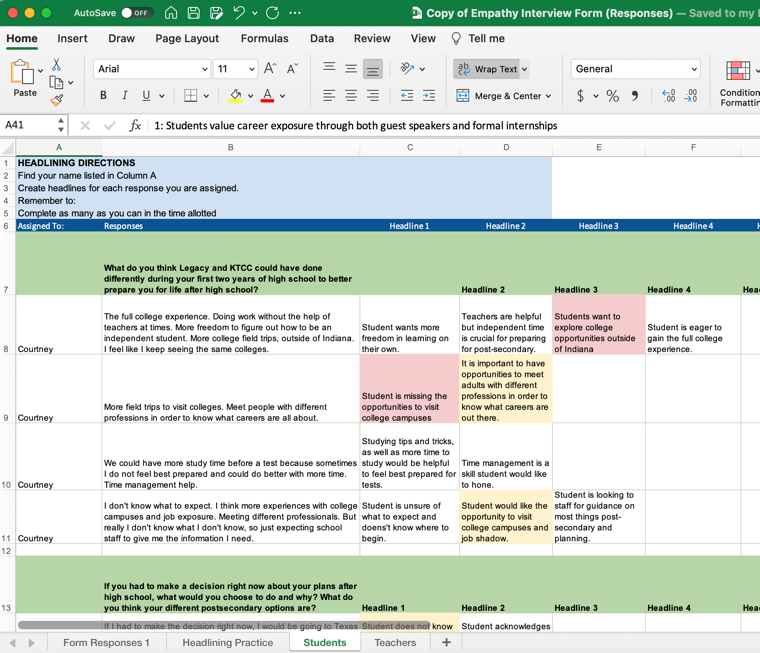 AutoSave OFF Copy of Empathy Interview Form (Responses) — Saved to my
Home Insert Draw Page Layout Formulas Data Review View Tell me
Paste Arial 11 A A Wrap Text General
B I U A Merge & Center $ % Condition
Formatting
A41 fx 1: Students value career exposure through both guest speakers and formal internships
A B C D E F
1 HEADLINING DIRECTIONS
2 Find your name listed in Column A
3 Create headlines for each response you are assigned.
4 Remember to:
5 Complete as many as you can in the time allotted
6 Assigned To: Responses Headline 1 Headline 2 Headline 3 Headline 4 H
What do you think Legacy and KTCC could have done
differently during your first two years of high school to better
7 prepare you for life after high school? Headline 2 Headline 3 Headline 4 Hea
The full college experience. Doing work without the help of
teachers at times. More freedom to figure out how to be an
independent student. More college field trips, outside of Indiana.
I feel like I keep seeing the same colleges.
Student wants more
freedom in learning on
their own.
Teachers are helpful
but independent time
is crucial for preparing
for post-secondary.
Students want to
explore college
opportunities outside
of Indiana
Student is eager to
gain the full college
experience.
8 Courtney
More field trips to visit colleges. Meet people with different
professions in order to know what careers are all about.
Student is missing the
opportunities to visit
college campuses
It is important to have
opportunities to meet
adults with different
professions in order to
know what careers are
out there.
9 Courtney
We could have more study time before a test because sometimes
I do not feel best prepared and could do better with more time.
Time management help.
Studying tips and tricks,
as well as more time to
study would be helpful
to feel best prepared for
tests.
Time management is a
skill student would like
to hone.
10 Courtney
I don't know what to expect. I think more experiences with college
campuses and job exposure. Meeting different professionals. But
really I don't know what I don't know, so just expecting school
staff to give me the information I need.
Student is unsure of
what to expect and
doens't know where to
begin.
Student would like the
opportunity to visit
college campuses and
job shadow.
Student is looking to
staff for guidance on
most things post-
secondary and
planning.
11 Courtney
12
If you had to make a decision right now about your plans after
high school, what would you choose to do and why? What do
13 you think your different postsecondary options are? Headline 1 Headline 2 Headline 3 Headline 4 Hea
If I had to make the decision right now, I would be going to Texas Student does not know Student acknowledges
Form Responses 1 Headlining Practice Students Teachers +